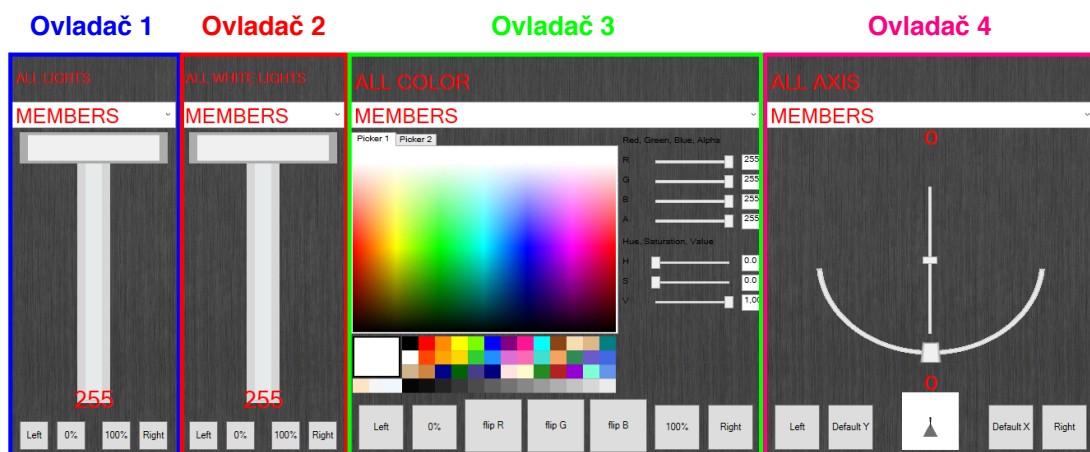 Ovladač 1
ALL LIGHTS
MEMBERS
255
Left 0% 100% Right
Ovladač 2
ALL WHITE LIGHTS
MEMBERS
255
Left 0% 100% Right
Ovladač 3
ALL COLOR
MEMBERS
Picker 1 Picker 2
Red, Green, Blue, Alpha
R 255
G 255
B 255
A 255
Hue, Saturation, Value
H 0.0
S 0.0
V 1,00
Left 0% flip R flip G flip B 100% Right
Ovladač 4
ALL AXIS
MEMBERS
0
0
Left Default Y Default X Right